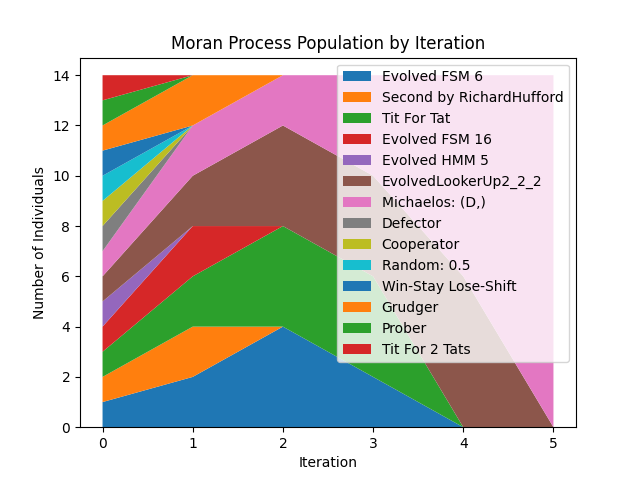 Moran Process Population by Iteration
14
12
10
8
6
4
2
0
Number of Individuals
Evolved FSM 6
Second by RichardHufford
Tit For Tat
Evolved FSM 16
Evolved HMM 5
EvolvedLookerUp2_2_2
Michaelos: (D,)
Defector
Cooperator
Random: 0.5
Win-Stay Lose-Shift
Grudger
Prober
Tit For 2 Tats
0 1 2 3 4 5
Iteration